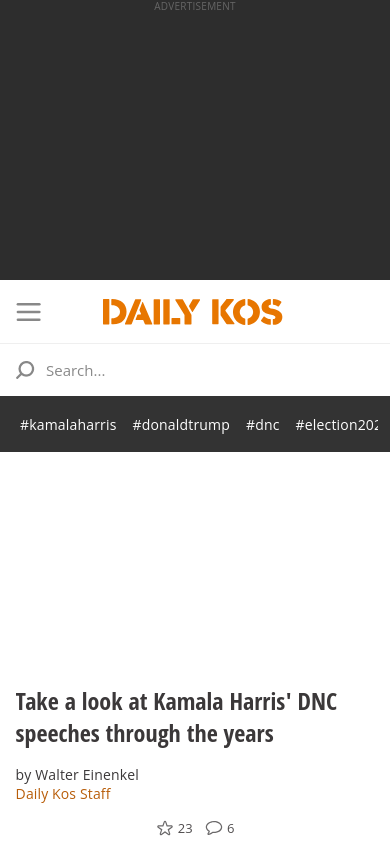 ADVERTISEMENT
DAILY KOS
Search...
#kamalaharris #donaldtrump #dnc #election202
Take a look at Kamala Harris' DNC
speeches through the years
by Walter Einenkel
Daily Kos Staff
23 6